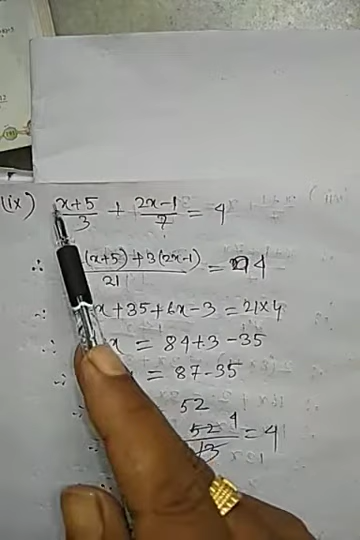 (ix) x+5/3 + 2x-1/7 = 4
∴ (x+5)+3(2x-1)/21 = 4
x+35+6x-3 = 21×4
∴ x = 84+3-35
∴ = 87-35
52
52/13 4 = 4